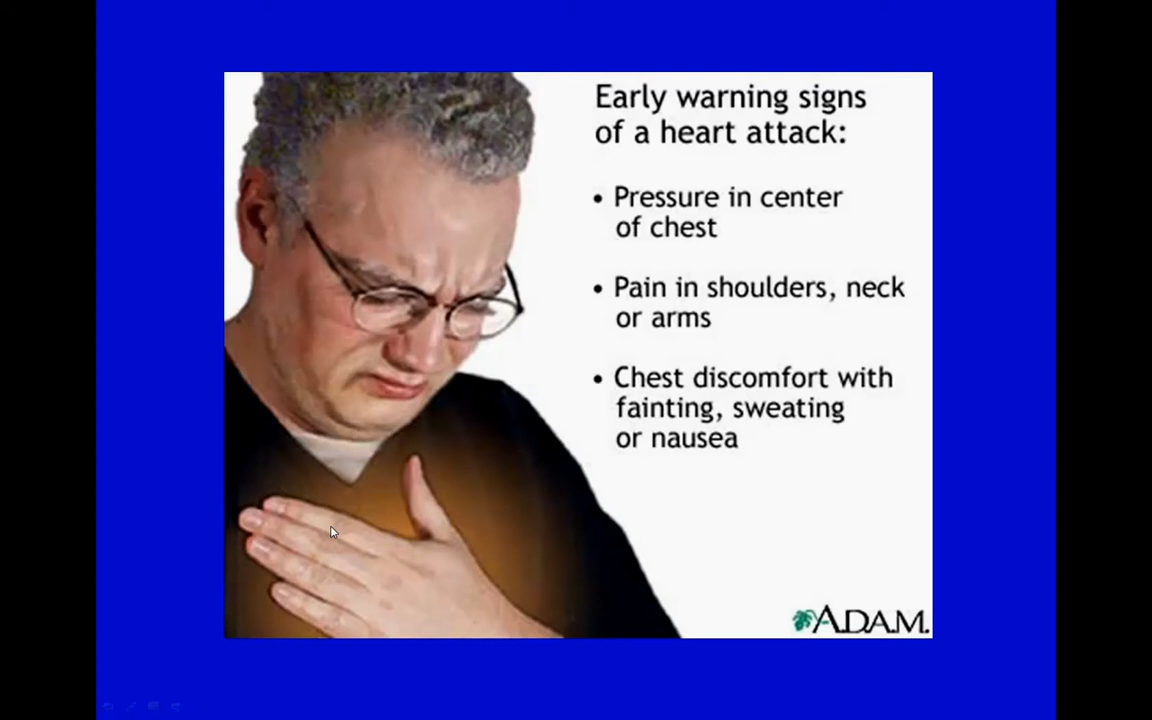 Early warning signs
of a heart attack:
• Pressure in center
of chest
• Pain in shoulders, neck
or arms
• Chest discomfort with
fainting, sweating
or nausea
A.D.A.M.